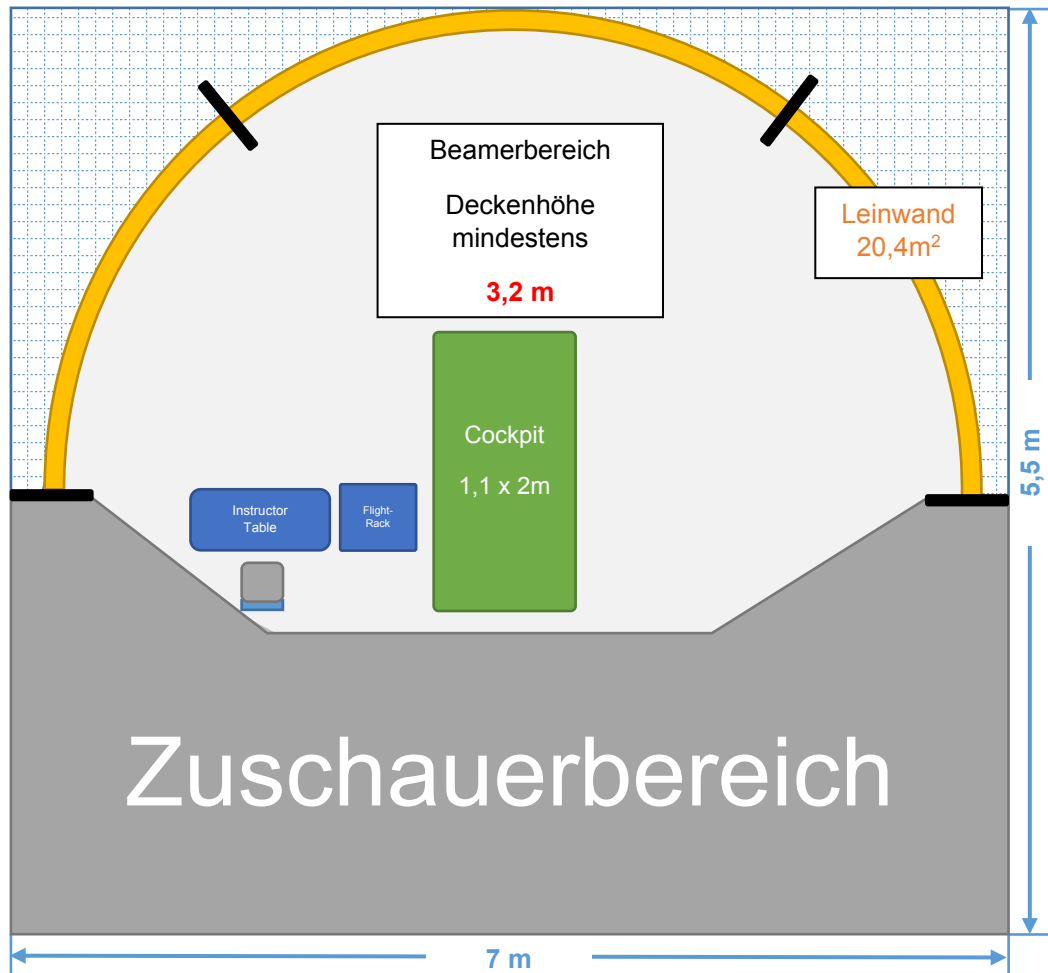 Beamerbereich
Deckenhöhe
mindestens
3,2 m
Leinwand
20,4m²
Cockpit
1,1 x 2m
Instructor
Table
Flight-
Rack
5,5 m
Zuschauerbereich
7 m